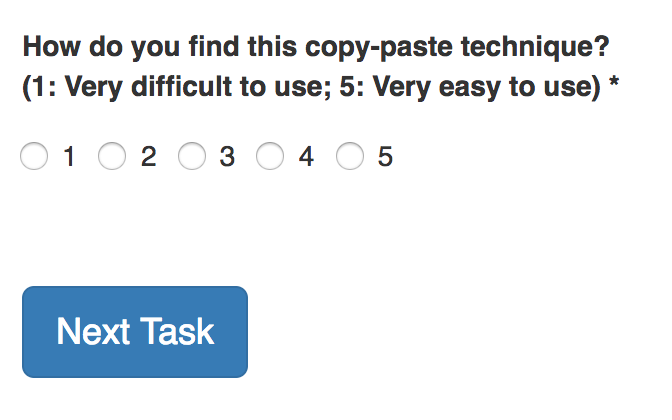 How do you find this copy-paste technique?
(1: Very difficult to use; 5: Very easy to use) *
1 2 3 4 5
Next Task